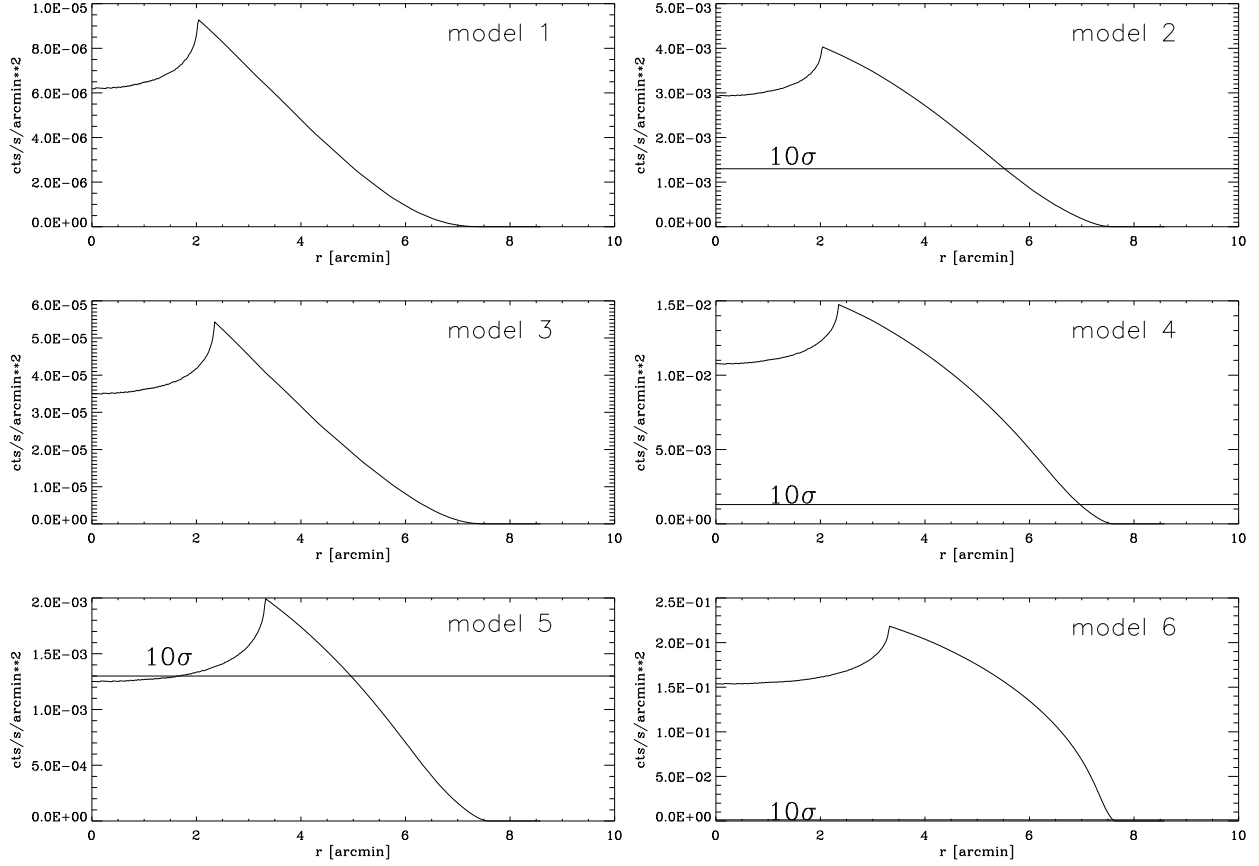 model 1
cts/s/arcmin**2
1.0E-05
8.0E-06
6.0E-06
4.0E-06
2.0E-06
0.0E+00
0 2 4 6 8 10
r [arcmin]
model 2
cts/s/arcmin**2
5.0E-03
4.0E-03
3.0E-03
2.0E-03
1.0E-03
0.0E+00
10σ
0 2 4 6 8 10
r [arcmin]
model 3
cts/s/arcmin**2
6.0E-05
5.0E-05
4.0E-05
3.0E-05
2.0E-05
1.0E-05
0.0E+00
0 2 4 6 8 10
r [arcmin]
model 4
cts/s/arcmin**2
1.5E-02
1.0E-02
5.0E-03
0.0E+00
10σ
0 2 4 6 8 10
r [arcmin]
model 5
cts/s/arcmin**2
2.0E-03
1.5E-03
1.0E-03
5.0E-04
0.0E+00
10σ
0 2 4 6 8 10
r [arcmin]
model 6
cts/s/arcmin**2
2.5E-01
2.0E-01
1.5E-01
1.0E-01
5.0E-02
0.0E+00
10σ
0 2 4 6 8 10
r [arcmin]